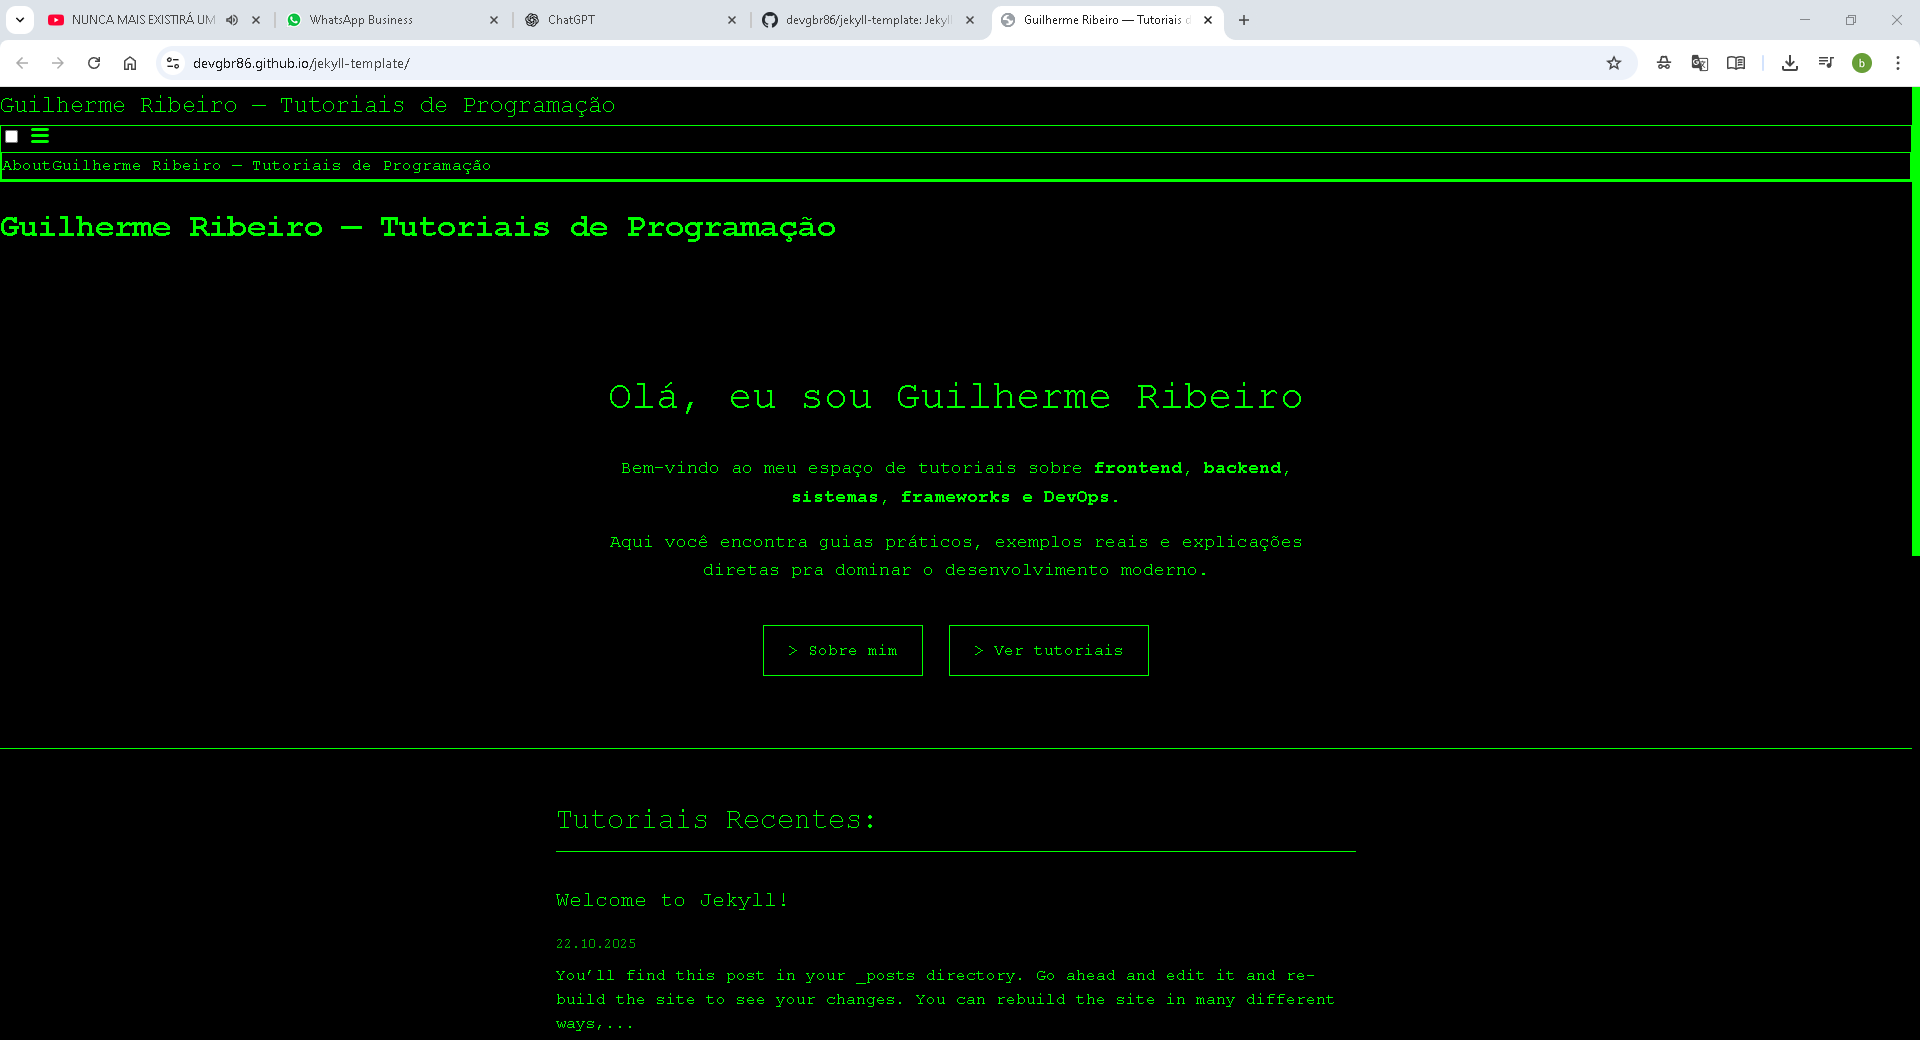 NUNCA MAIS EXISTIRÁ UM
WhatsApp Business
ChatGPT
devgbr86/jekyll-template: Jekyll
Guilherme Ribeiro — Tutoriais d
devgbr86.github.io/jekyll-template/
b
Guilherme Ribeiro — Tutoriais de Programação
AboutGuilherme Ribeiro — Tutoriais de Programação
Guilherme Ribeiro — Tutoriais de Programação
Olá, eu sou Guilherme Ribeiro
Bem-vindo ao meu espaço de tutoriais sobre frontend, backend,
sistemas, frameworks e DevOps.
Aqui você encontra guias práticos, exemplos reais e explicações
diretas pra dominar o desenvolvimento moderno.
> Sobre mim
> Ver tutoriais
Tutoriais Recentes:
Welcome to Jekyll!
22.10.2025
You’ll find this post in your _posts directory. Go ahead and edit it and re-
build the site to see your changes. You can rebuild the site in many different
ways,...